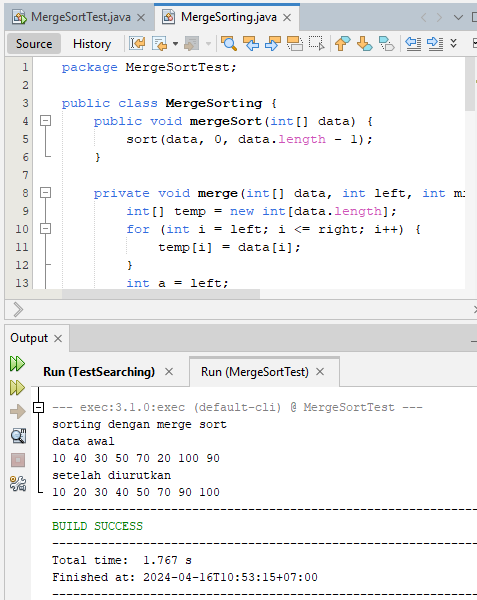 MergeSortTest.java MergeSorting.java
Source History
1 package MergeSortTest;
2
3 public class MergeSorting {
4 public void mergeSort(int[] data) {
5 sort(data, 0, data.length - 1);
6 }
7
8 private void merge(int[] data, int left, int mi
9 int[] temp = new int[data.length];
10 for (int i = left; i <= right; i++) {
11 temp[i] = data[i];
12 }
13 int a = left;
Output
Run (TestSearching) Run (MergeSortTest)
--- exec:3.1.0:exec (default-cli) @ MergeSortTest ---
sorting dengan merge sort
data awal
10 40 30 50 70 20 100 90
setelah diurutkan
10 20 30 40 50 70 90 100
------------------------------------------------------------------------
BUILD SUCCESS
------------------------------------------------------------------------
Total time:  1.767 s
Finished at: 2024-04-16T10:53:15+07:00
------------------------------------------------------------------------